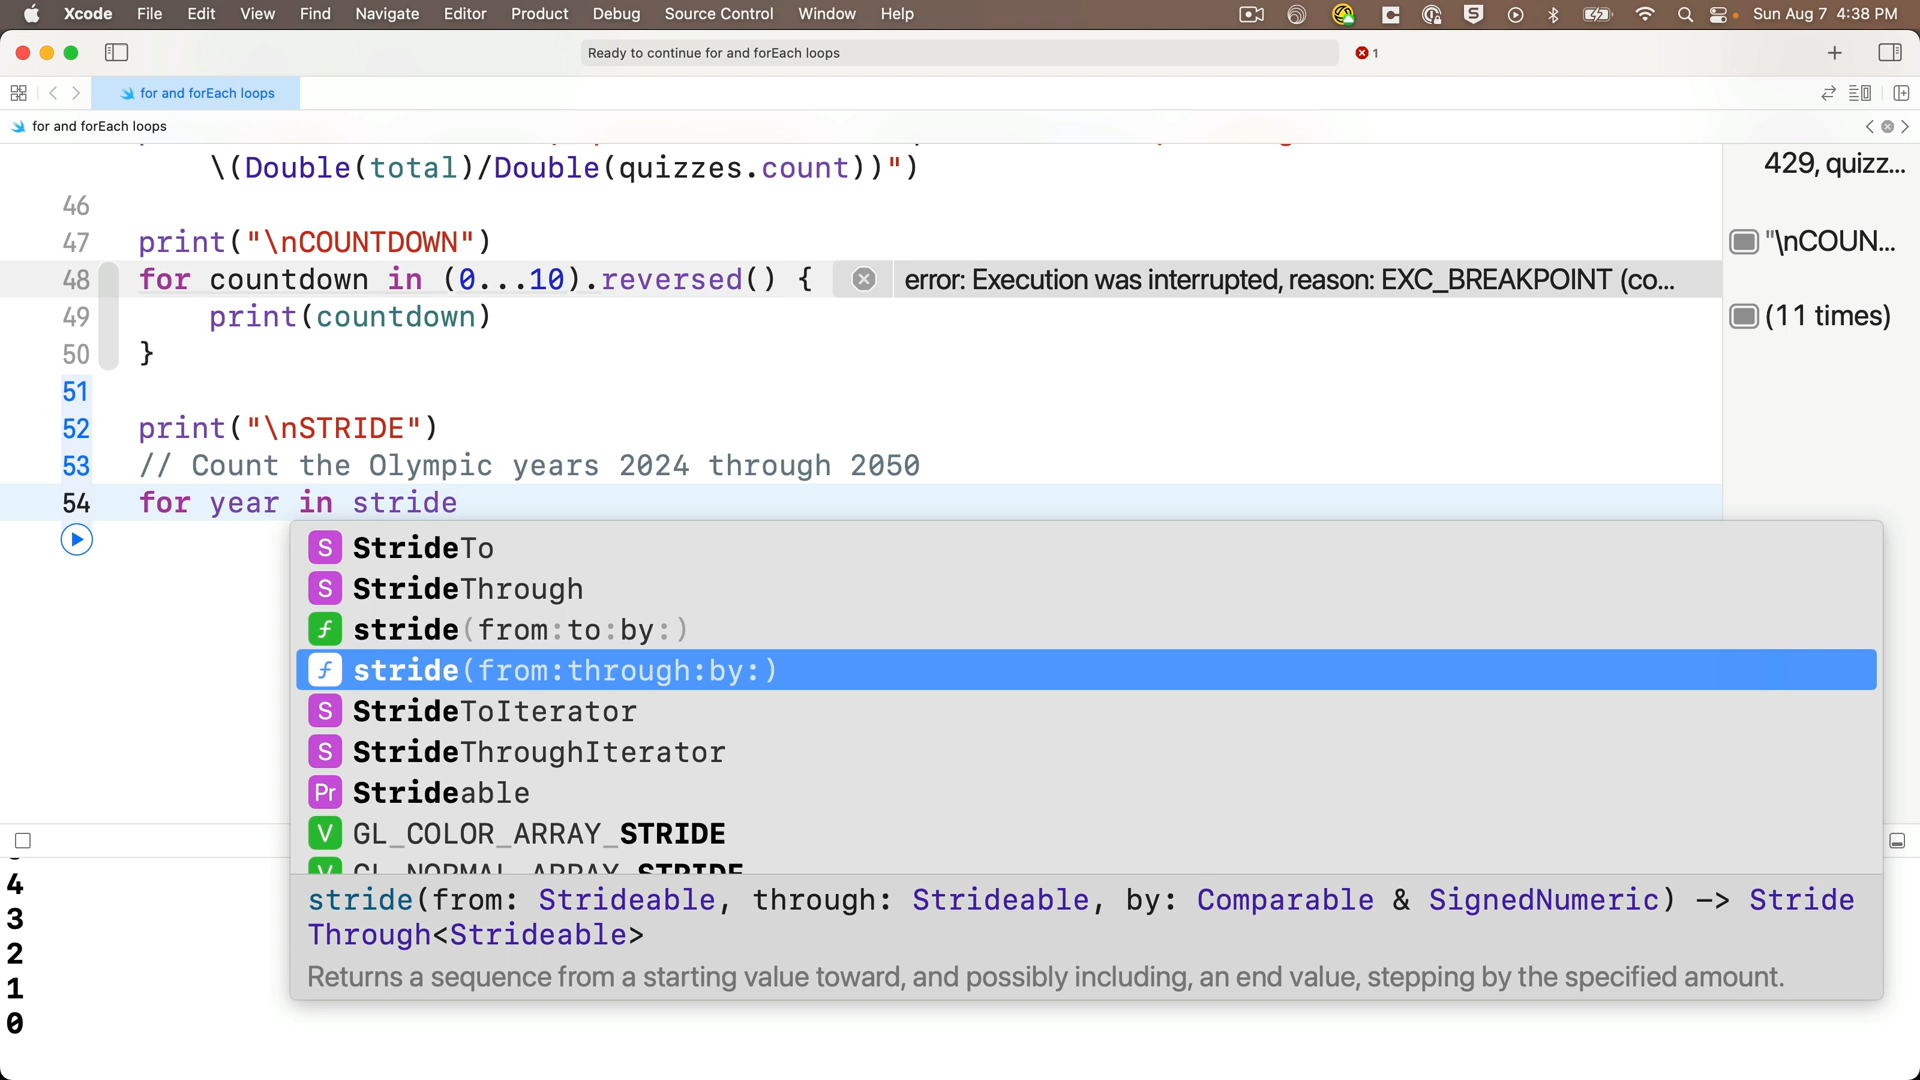 Xcode File Edit View Find Navigate Editor Product Debug Source Control Window Help Sun Aug 7 4:38 PM
Ready to continue for and forEach loops 1
for and forEach loops
for and forEach loops
\(Double(total)/Double(quizzes.count))") 429, quizz...
46
47 print("\nCOUNTDOWN") "\nCOUN...
48 for countdown in (0...10).reversed() { error: Execution was interrupted, reason: EXC_BREAKPOINT (co...
49 print(countdown) (11 times)
50 }
51
52 print("\nSTRIDE")
53 // Count the Olympic years 2024 through 2050
54 for year in stride
S StrideTo
S StrideThrough
f stride(from:to:by:)
f stride(from:through:by:)
S StrideToIterator
S StrideThroughIterator
Pr Strideable
V GL_COLOR_ARRAY_STRIDE
V GL_NORMAL_ARRAY_STRIDE
stride(from: Strideable, through: Strideable, by: Comparable & SignedNumeric) -> Stride
Through<Strideable>
Returns a sequence from a starting value toward, and possibly including, an end value, stepping by the specified amount.
4
3
2
1
0